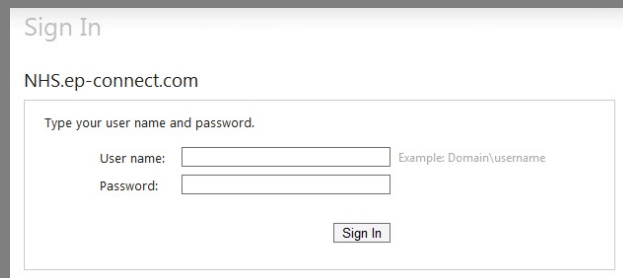 Sign In
NHS.ep-connect.com
Type your user name and password.
User name: Example: Domain\username
Password:
Sign In